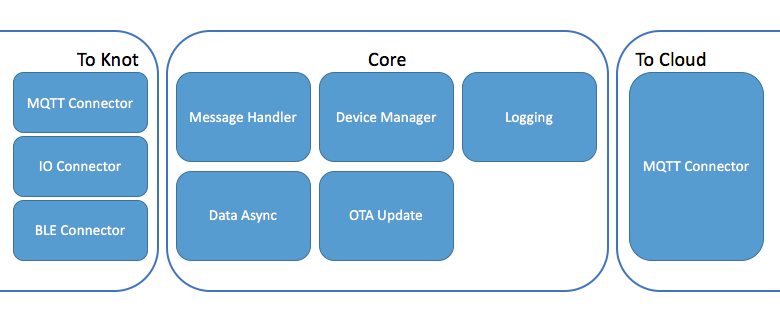 To Knot
MQTT Connector
IO Connector
BLE Connector
Core
Message Handler
Device Manager
Logging
Data Async
OTA Update
To Cloud
MQTT Connector